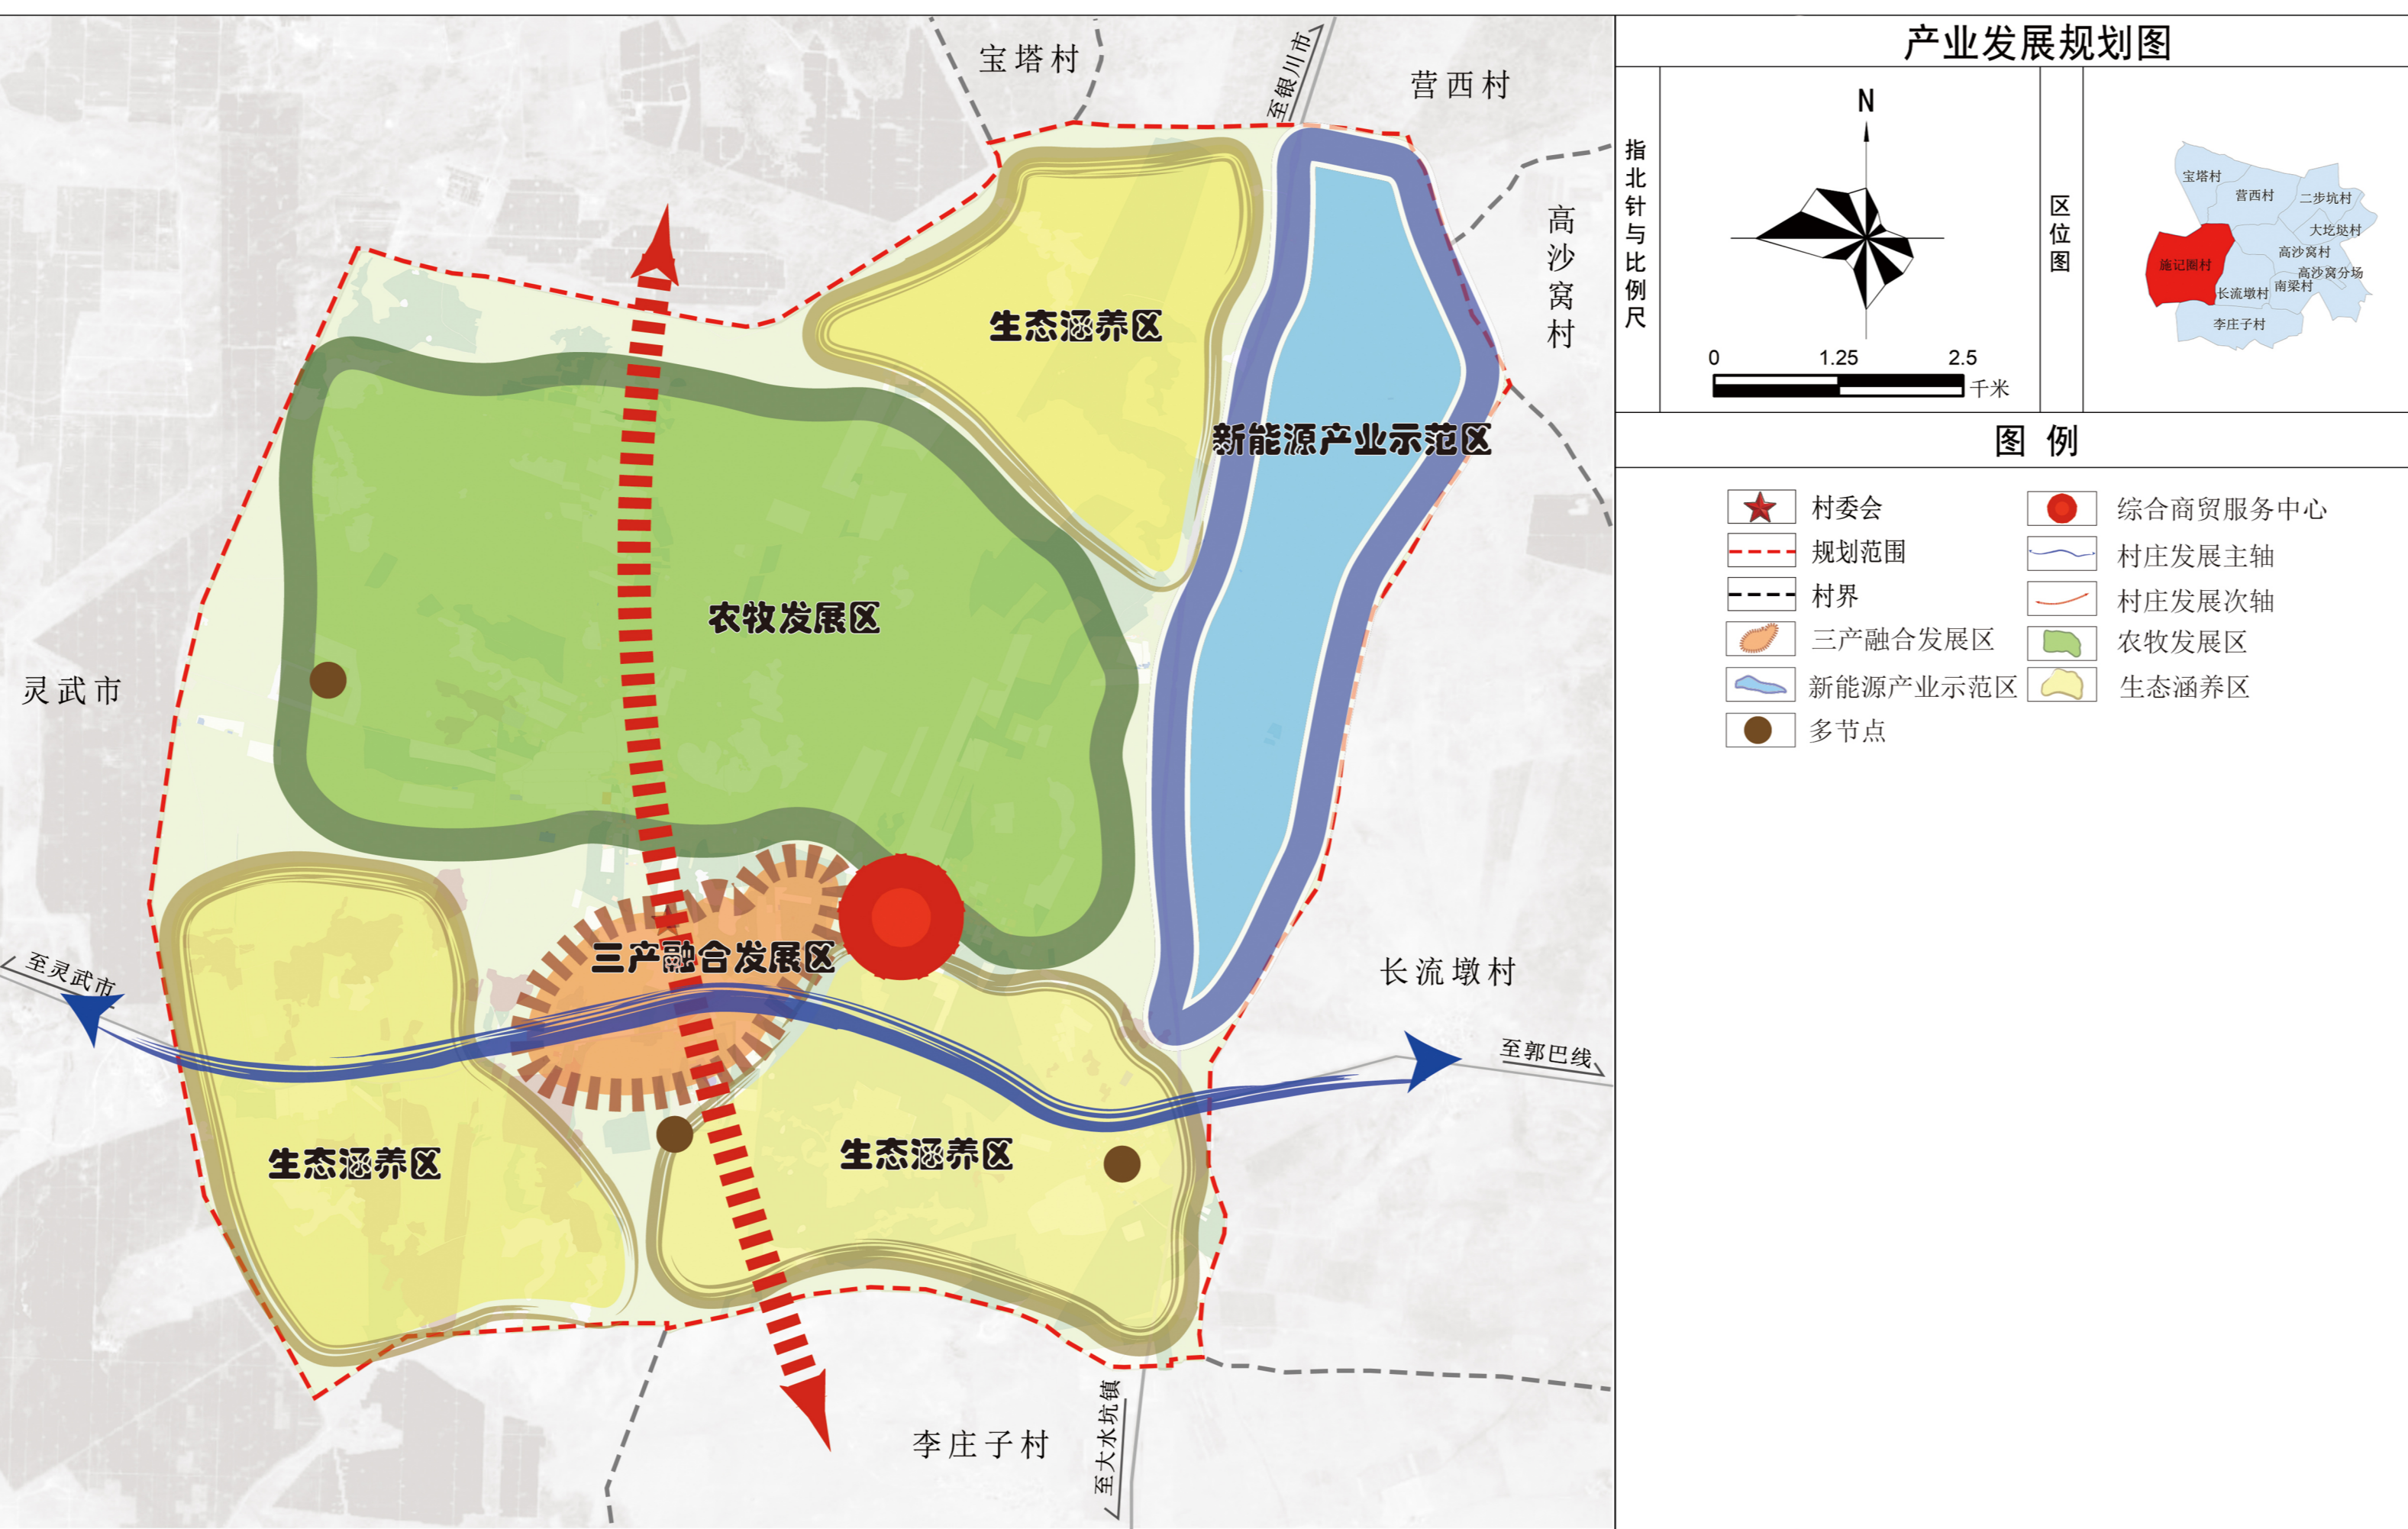 产业发展规划图
宝塔村
至银川市
营西村
高沙窝村
生态涵养区
新能源产业示范区
农牧发展区
灵武市
三产融合发展区
至灵武市
长流墩村
至郭巴线
生态涵养区
生态涵养区
李庄子村
至大水坑镇
指北针与比例尺
N
0 1.25 2.5
千米
区位图
宝塔村
营西村
二步坑村
大圪垯村
高沙窝村
施记圈村
高沙窝分场
南梁村
长流墩村
李庄子村
图 例
村委会
综合商贸服务中心
规划范围
村庄发展主轴
村界
村庄发展次轴
三产融合发展区
农牧发展区
新能源产业示范区
生态涵养区
多节点